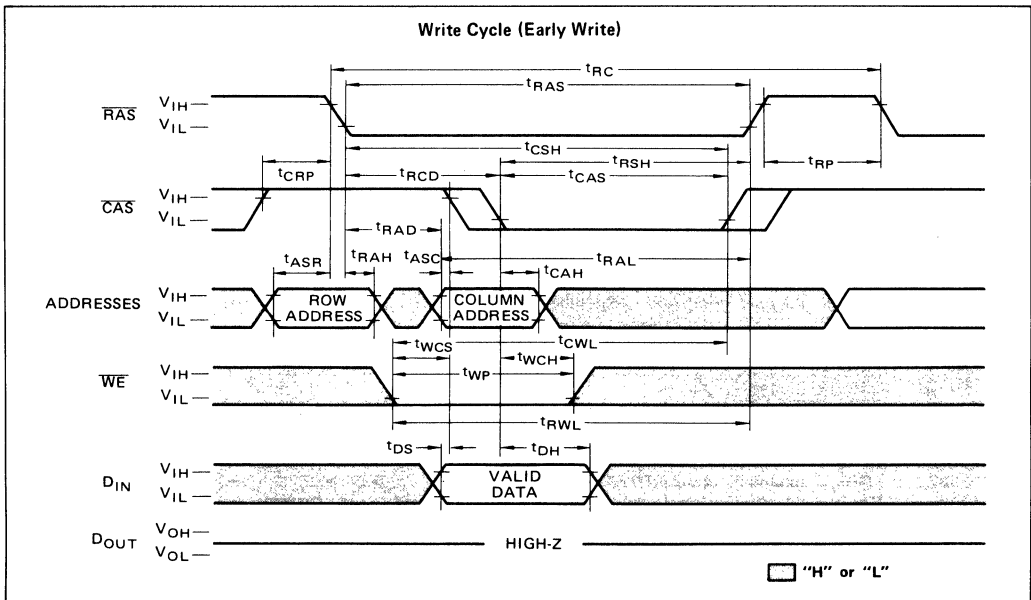 Write Cycle (Early Write)
tRC
tRAS
RAS
VIH
VIL
tCSH
tRSH
tRP
tCRP
tRCD
tCAS
CAS
VIH
VIL
tRAD
tRAL
tASR
tRAH
tASC
tCAH
ADDRESSES
VIH
VIL
ROW
ADDRESS
COLUMN
ADDRESS
tWCS
tCWL
tWCH
tWP
WE
VIH
VIL
tRWL
tDS
tDH
DIN
VIH
VIL
VALID
DATA
DOUT
VOH
VOL
HIGH-Z
"H" or "L"